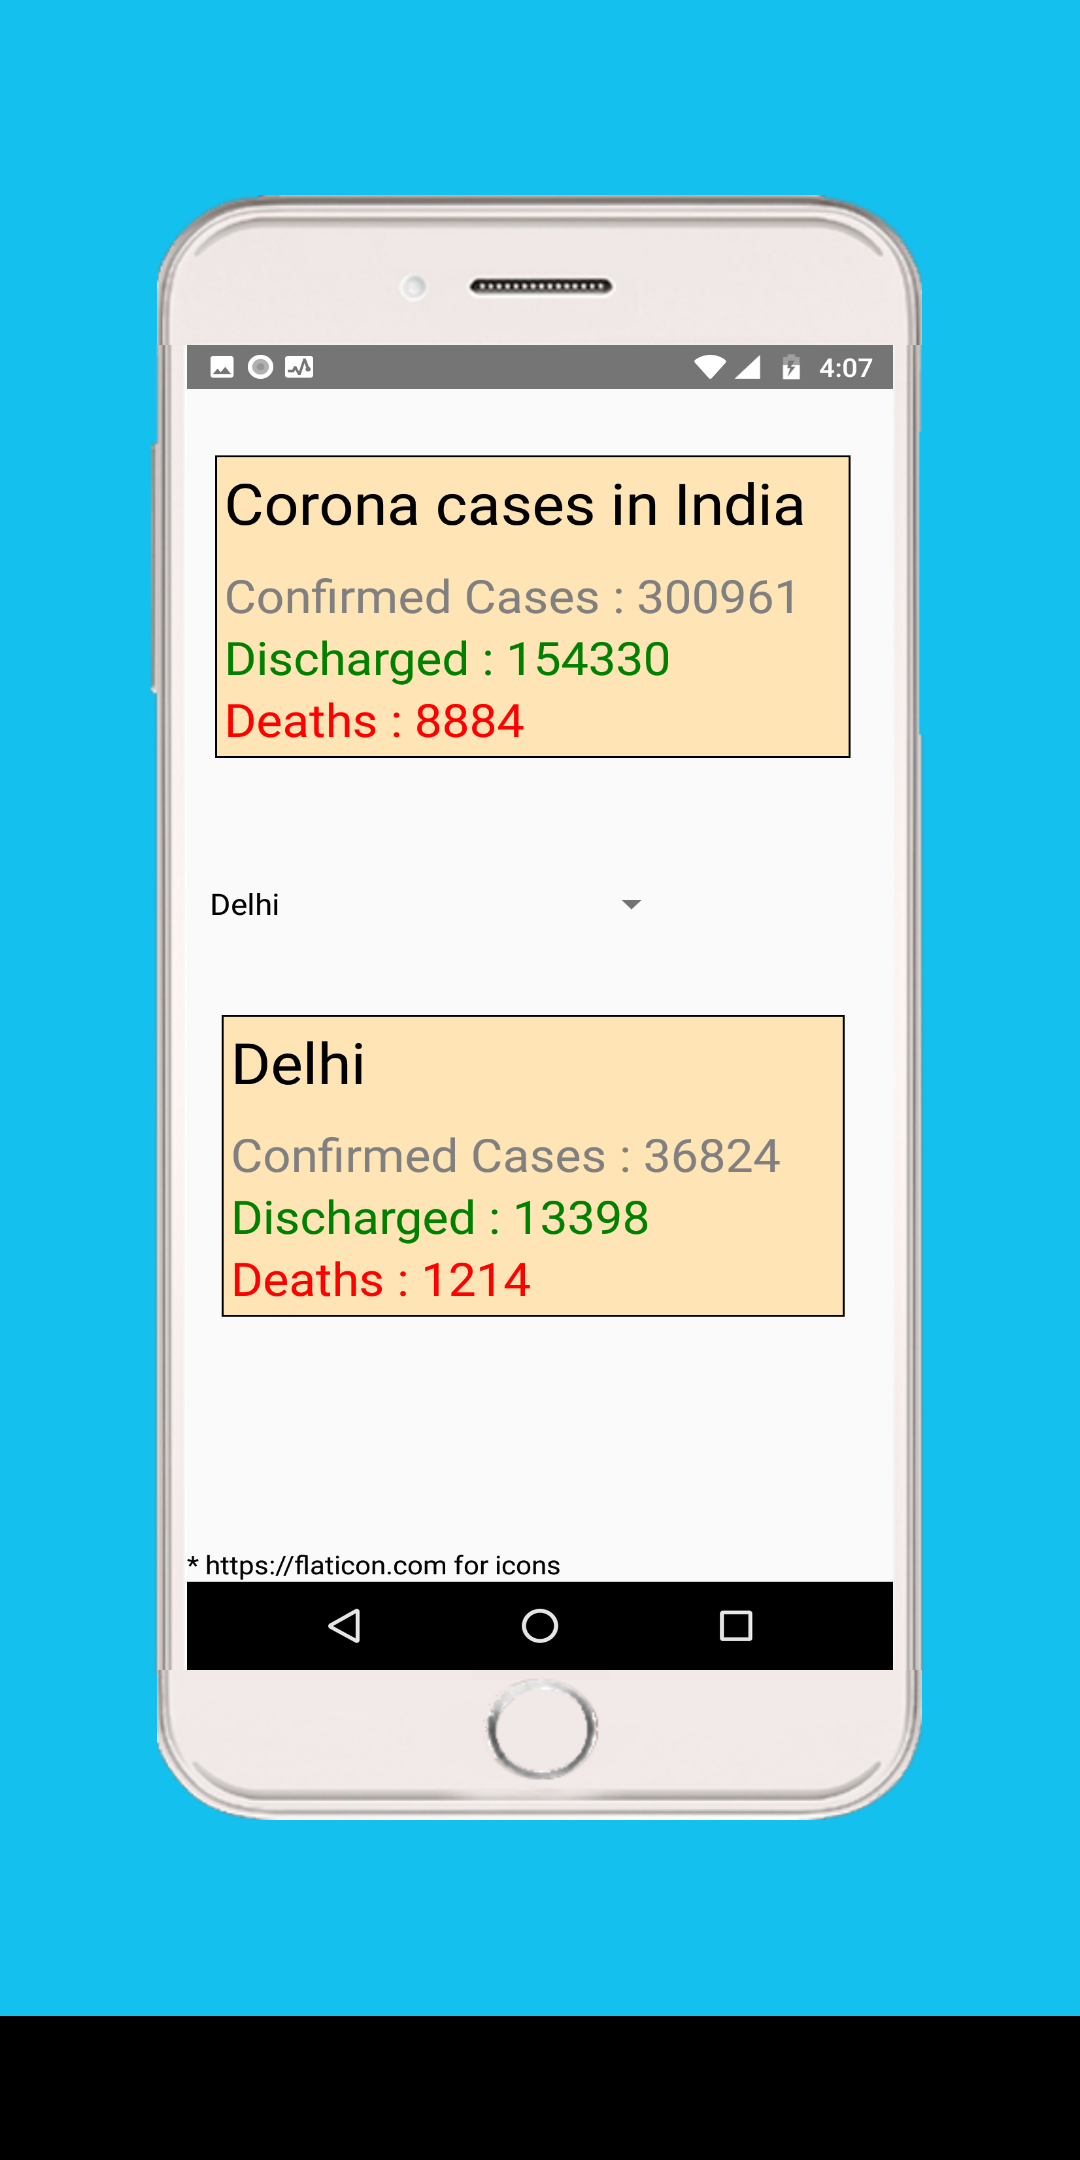 4:07
Corona cases in India
Confirmed Cases : 300961
Discharged : 154330
Deaths : 8884
Delhi
Delhi
Confirmed Cases : 36824
Discharged : 13398
Deaths : 1214
* https://flaticon.com for icons